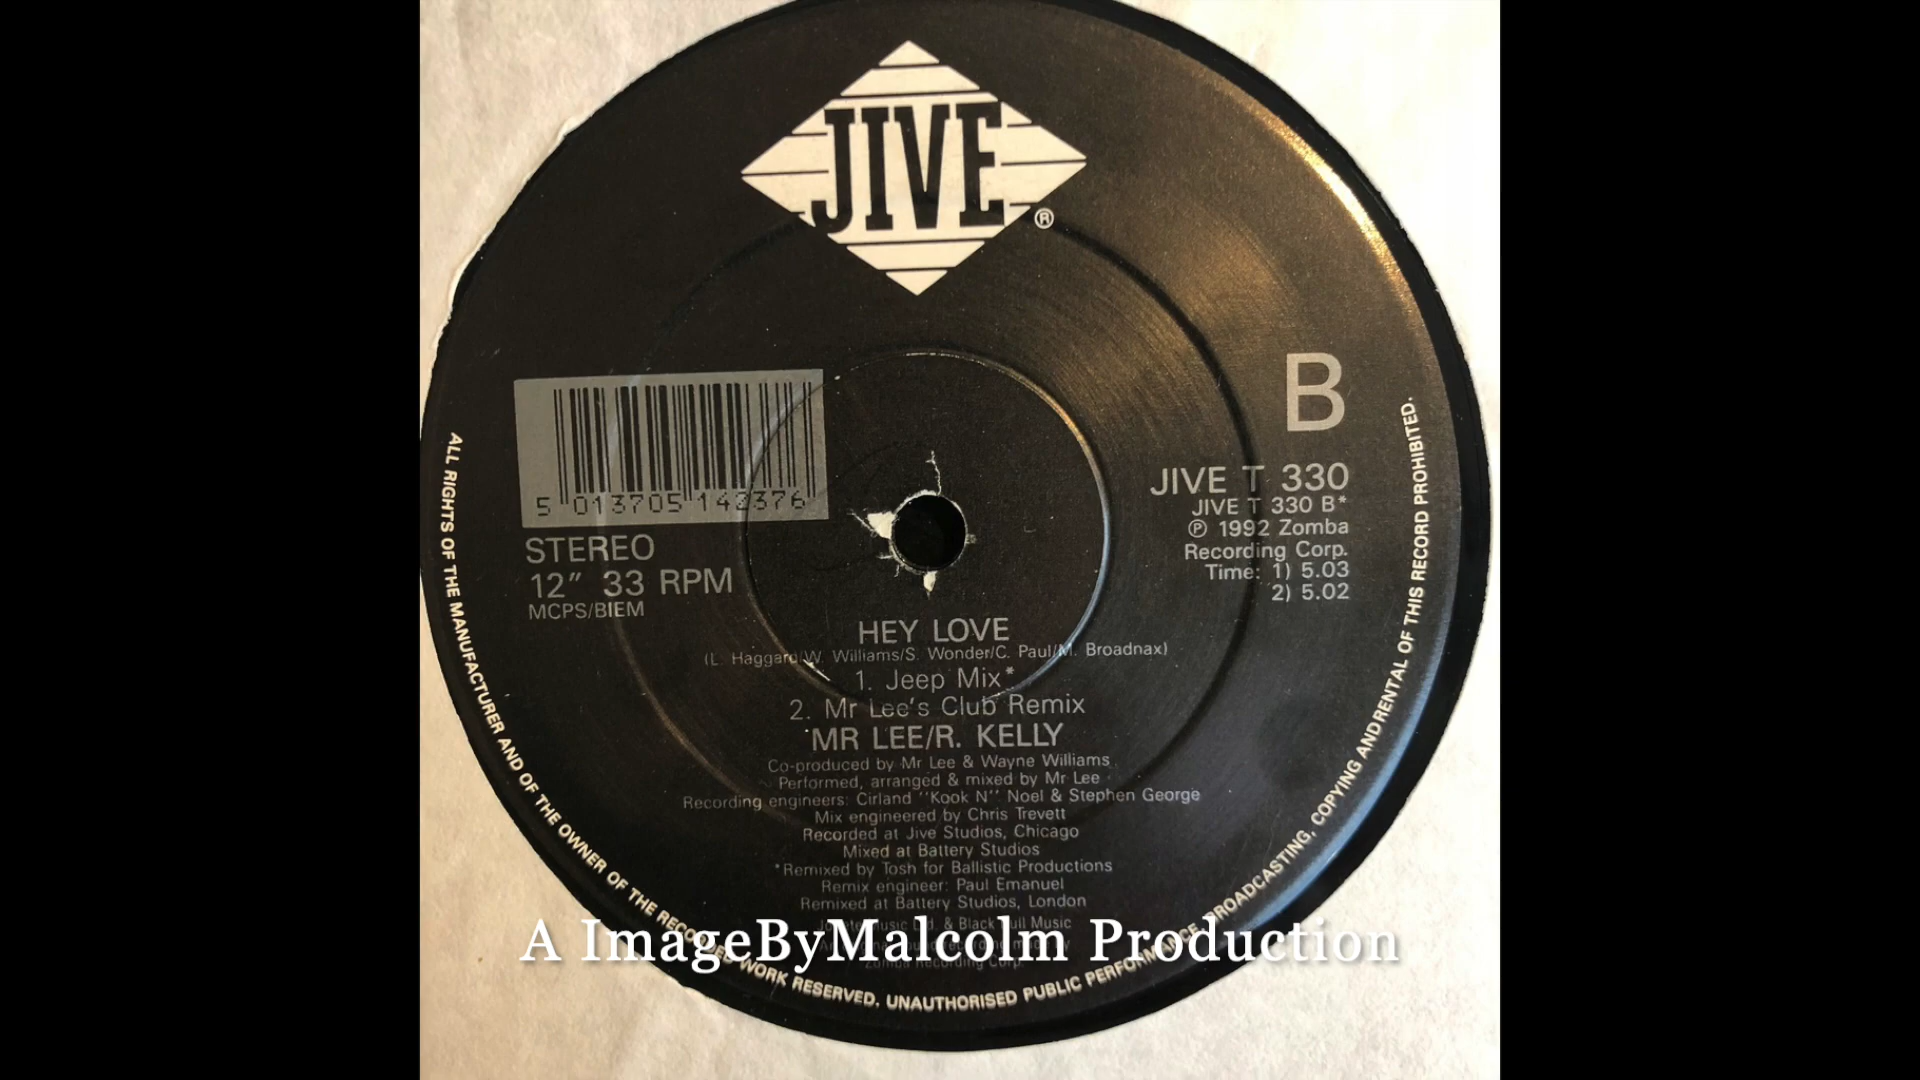 JIVE
®
B
5 013705 142376
STEREO
12" 33 RPM
MCPS/BIEM
JIVE T 330
JIVE T 330 B*
℗ 1992 Zomba
Recording Corp.
Time: 1) 5.03
2) 5.02
HEY LOVE
(L. Haggard/W. Williams/S. Wonder/C. Paul/M. Broadnax)
1. Jeep Mix*
2. Mr Lee's Club Remix
MR LEE/R. KELLY
Co-produced by Mr Lee & Wayne Williams
Performed, arranged & mixed by Mr Lee
Recording engineers: Cirland "Kook N" Noel & Stephen George
Mix engineered by Chris Trevett
Recorded at Jive Studios, Chicago
Mixed at Battery Studios
*Remixed by Tosh for Ballistic Productions
Remix engineer: Paul Emanuel
Remixed at Battery Studios, London
& Black Music
Zomba Recording Corp.
A ImageByMalcolm Production
ALL RIGHTS OF THE MANUFACTURER AND OF THE OWNER OF THE RECORDED WORK RESERVED. UNAUTHORISED PUBLIC PERFORMANCE, BROADCASTING, COPYING AND RENTAL OF THIS RECORD PROHIBITED.